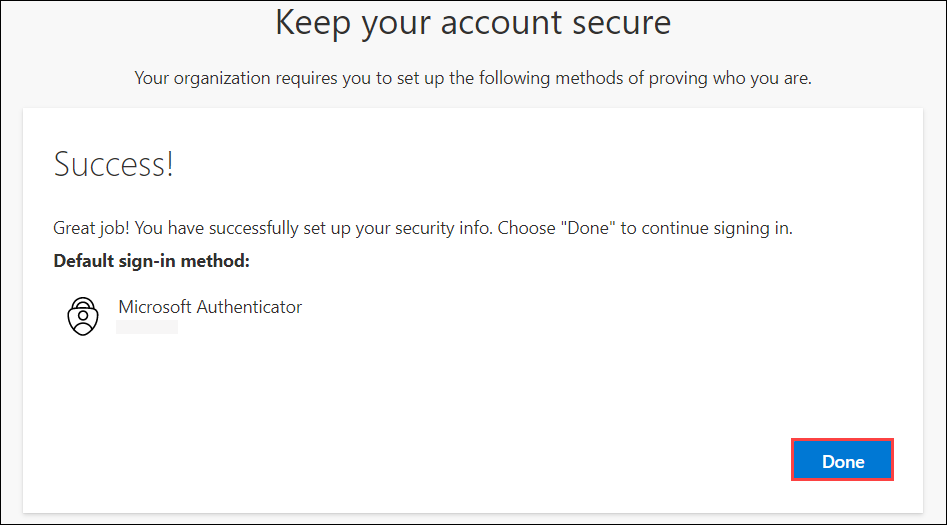 Keep your account secure
Your organization requires you to set up the following methods of proving who you are.
Success!
Great job! You have successfully set up your security info. Choose "Done" to continue signing in.
Default sign-in method:
Microsoft Authenticator
Done